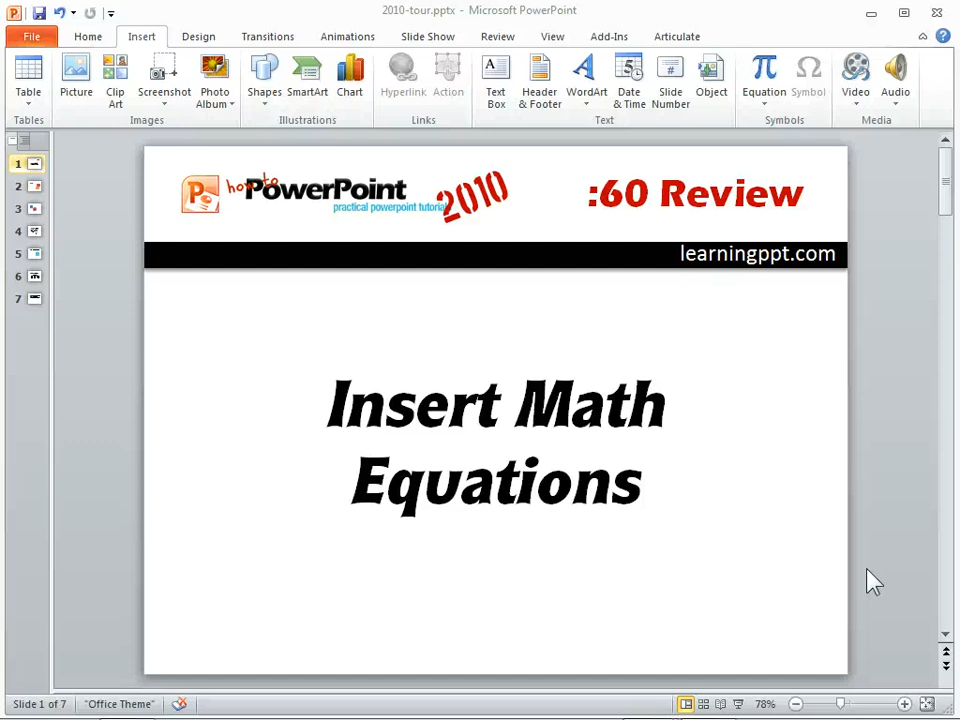 2010-tour.pptx - Microsoft PowerPoint
File Home Insert Design Transitions Animations Slide Show Review View Add-Ins Articulate
Table Picture Clip Art Screenshot Photo Album Shapes SmartArt Chart Hyperlink Action Text Box Header & Footer WordArt Date & Time Slide Number Object Equation Symbol Video Audio
Tables Images Illustrations Links Text Symbols Media
how to PowerPoint 2010 :60 Review
practical powerpoint tutorial
learningppt.com
Insert Math
Equations
1
2
3
4
5
6
7
Slide 1 of 7 "Office Theme" 78%